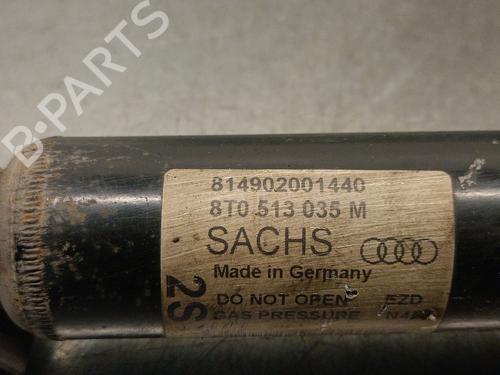 B-PARTS
814902001440
8T0 513 035 M
SACHS
Made in Germany
2S
DO NOT OPEN EZD
GAS PRESSURE